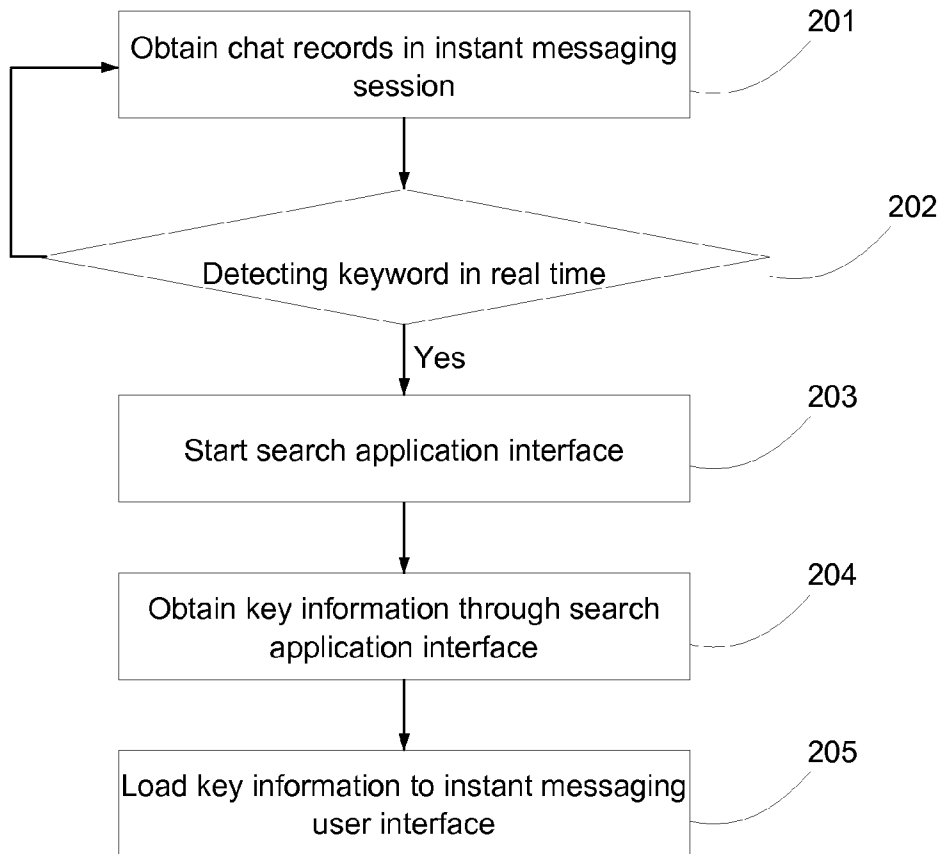 Obtain chat records in instant messaging
session
201
Detecting keyword in real time
202
Yes
Start search application interface
203
Obtain key information through search
application interface
204
Load key information to instant messaging
user interface
205